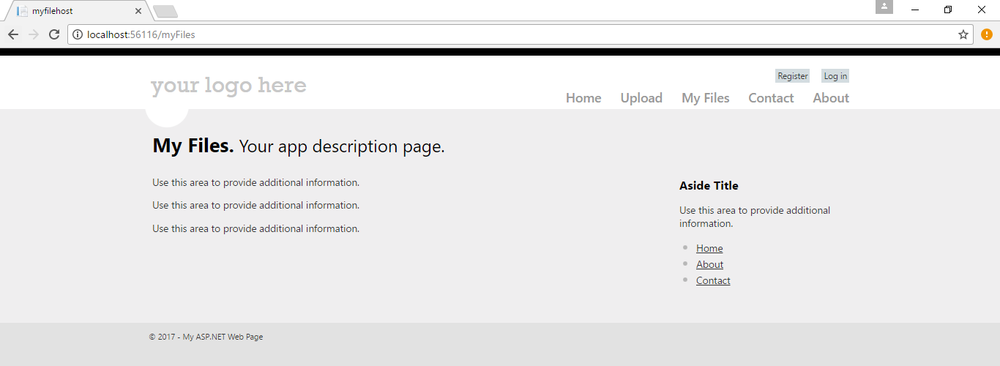 myfilehost
localhost:56116/myFiles
Register Log in
your logo here
Home Upload My Files Contact About
My Files. Your app description page.
Use this area to provide additional information.
Use this area to provide additional information.
Use this area to provide additional information.
Aside Title
Use this area to provide additional
information.
Home
About
Contact
© 2017 - My ASP.NET Web Page